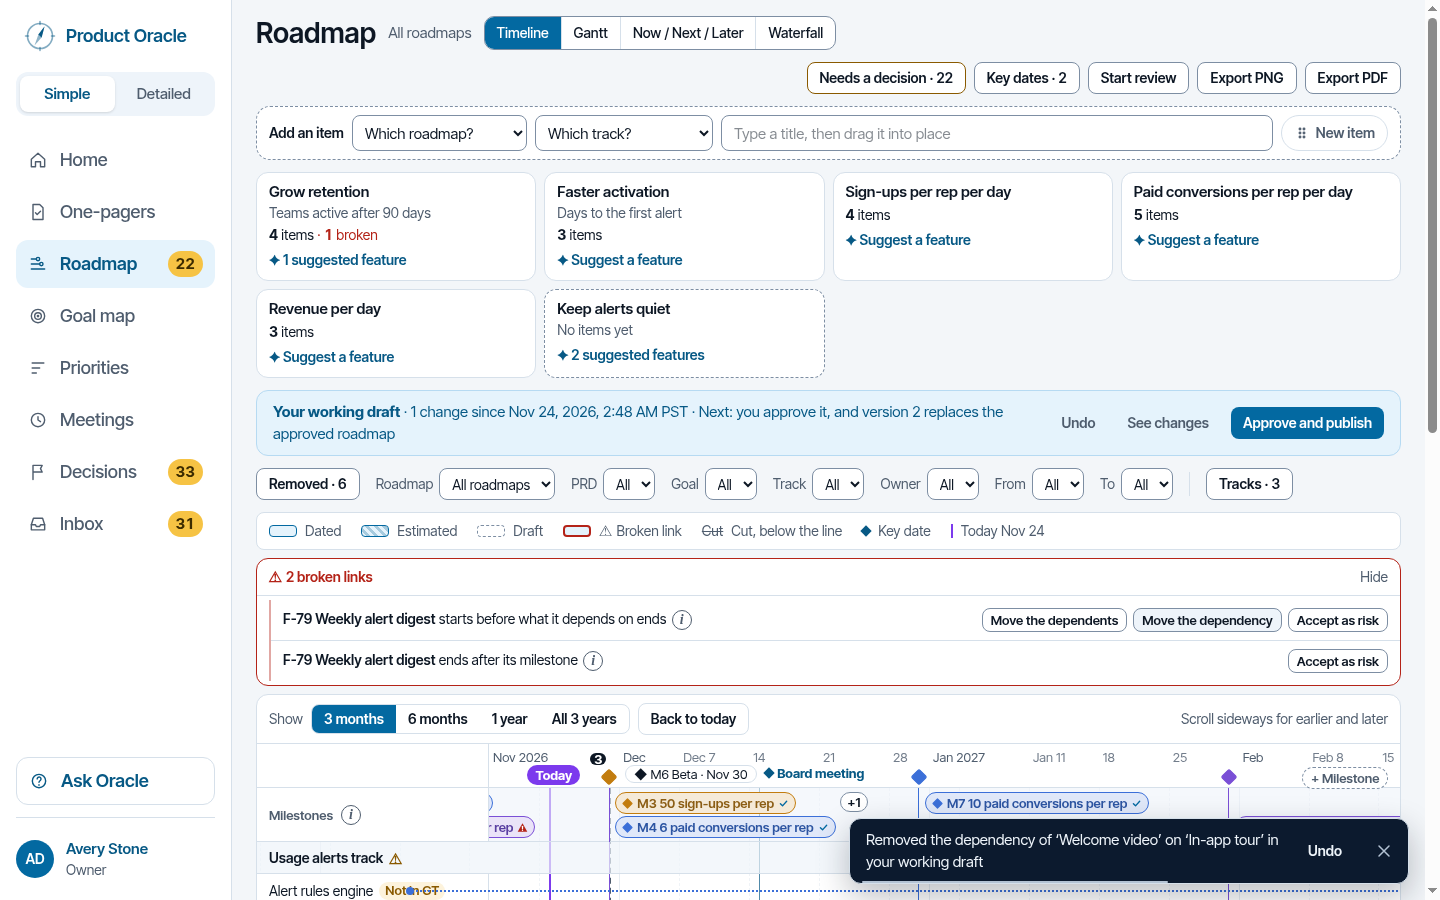 Product Oracle
Simple
Detailed
Home
One-pagers
Roadmap 22
Goal map
Priorities
Meetings
Decisions 33
Inbox 31
Ask Oracle
AD
Avery Stone
Owner
Roadmap All roadmaps Timeline Gantt Now / Next / Later Waterfall
Needs a decision · 22 Key dates · 2 Start review Export PNG Export PDF
Add an item Which roadmap? Which track? Type a title, then drag it into place New item
Grow retention
Teams active after 90 days
4 items · 1 broken
1 suggested feature
Faster activation
Days to the first alert
3 items
Suggest a feature
Sign-ups per rep per day
4 items
Suggest a feature
Paid conversions per rep per day
5 items
Suggest a feature
Revenue per day
3 items
Suggest a feature
Keep alerts quiet
No items yet
2 suggested features
Your working draft · 1 change since Nov 24, 2026, 2:48 AM PST · Next: you approve it, and version 2 replaces the
approved roadmap
Undo See changes Approve and publish
Removed · 6 Roadmap All roadmaps PRD All Goal All Track All Owner All From All To All Tracks · 3
Dated Estimated Draft ⚠ Broken link Cut Cut, below the line Key date Today Nov 24
⚠ 2 broken links Hide
F-79 Weekly alert digest starts before what it depends on ends i Move the dependents Move the dependency Accept as risk
F-79 Weekly alert digest ends after its milestone i Accept as risk
Show 3 months 6 months 1 year All 3 years Back to today Scroll sideways for earlier and later
Nov 2026 3 Dec Dec 7 14 21 28 Jan 2027 Jan 11 18 25 Feb Feb 8 15
Today M6 Beta · Nov 30 Board meeting + Milestone
Milestones i M3 50 sign-ups per rep ✓ +1 M7 10 paid conversions per rep ✓
rep M4 6 paid conversions per rep ✓
Usage alerts track ⚠
Alert rules engine
Removed the dependency of ‘Welcome video’ on ‘In-app tour’ in
your working draft
Undo